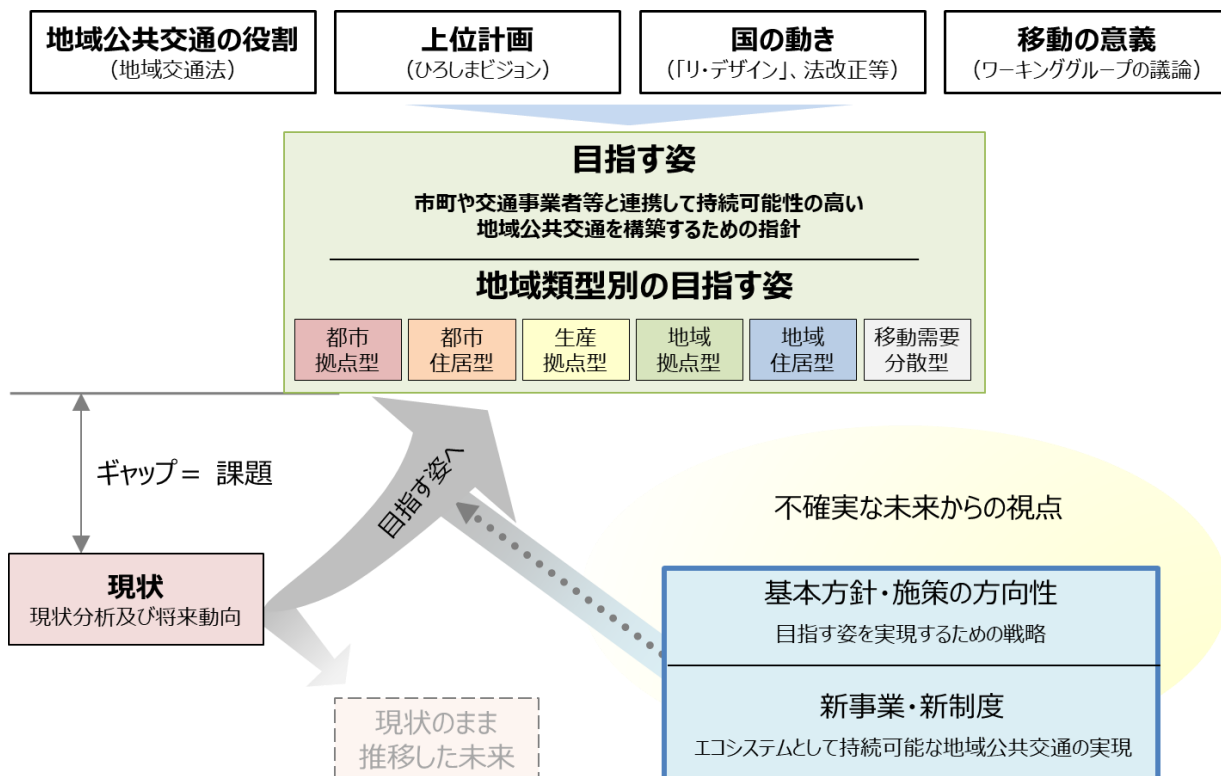 地域公共交通の役割
(地域交通法)
上位計画
(ひろしまビジョン)
国の動き
(「リ・デザイン」、法改正等)
移動の意義
(ワーキンググループの議論)
目指す姿
市町や交通事業者等と連携して持続可能性の高い
地域公共交通を構築するための指針
地域類型別の目指す姿
都市
拠点型
都市
住居型
生産
拠点型
地域
拠点型
地域
住居型
移動需要
分散型
ギャップ＝ 課題
目指す姿へ
不確実な未来からの視点
現状
現状分析及び将来動向
基本方針・施策の方向性
目指す姿を実現するための戦略
新事業・新制度
エコシステムとして持続可能な地域公共交通の実現
現状のまま
推移した未来